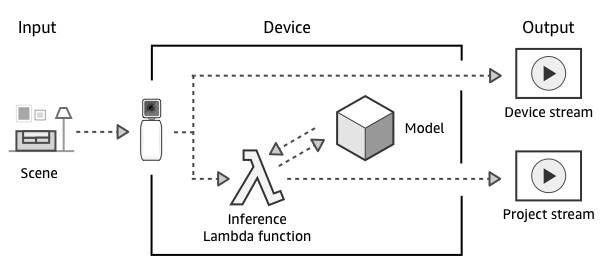 Input
Device
Output
Device stream
Model
Scene
Inference
Lambda function
Project stream